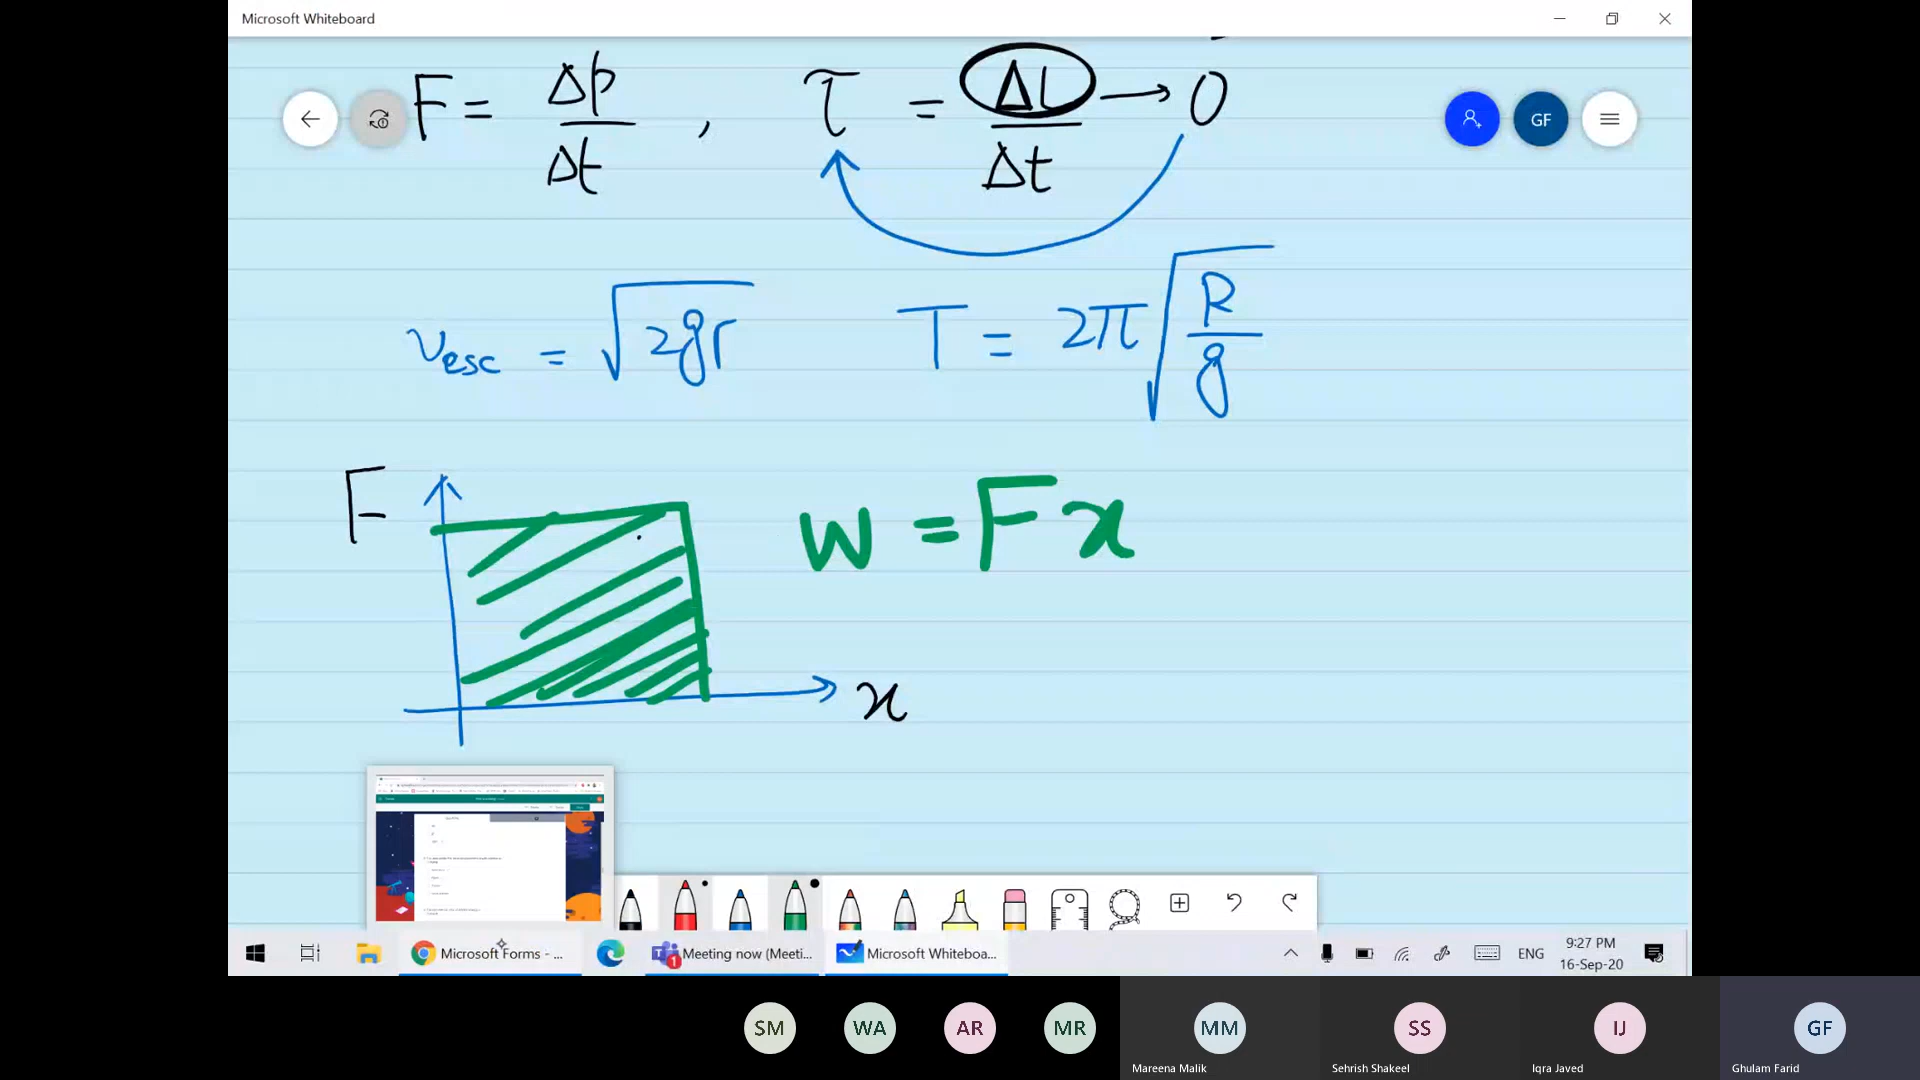 Microsoft Whiteboard
F = Δp/Δt , τ = ΔL/Δt → 0
GF
vesc = √2gr T = 2π √R/g
F
W = Fx
x
Microsoft Forms - ...
Meeting now (Meeti...
1
Microsoft Whiteboa...
ENG
9:27 PM
16-Sep-20
SM WA AR MR MM SS IJ GF
Mareena Malik Sehrish Shakeel Iqra Javed Ghulam Farid